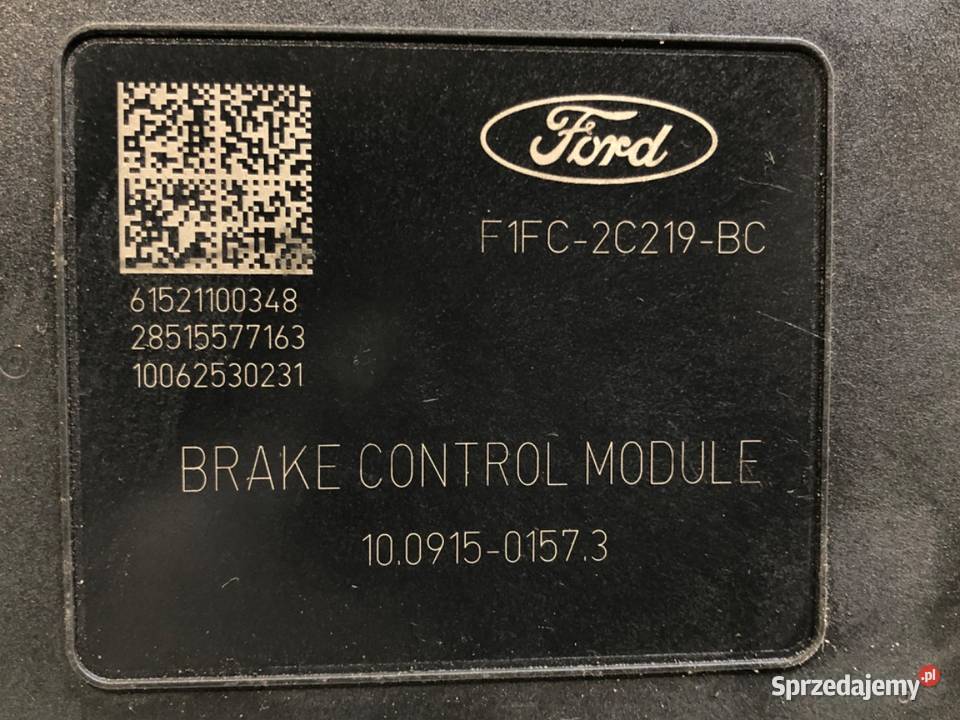 Ford
F1FC-2C219-BC
61521100348
28515577163
10062530231
BRAKE CONTROL MODULE
10.0915-0157.3
Sprzedajemy.pl